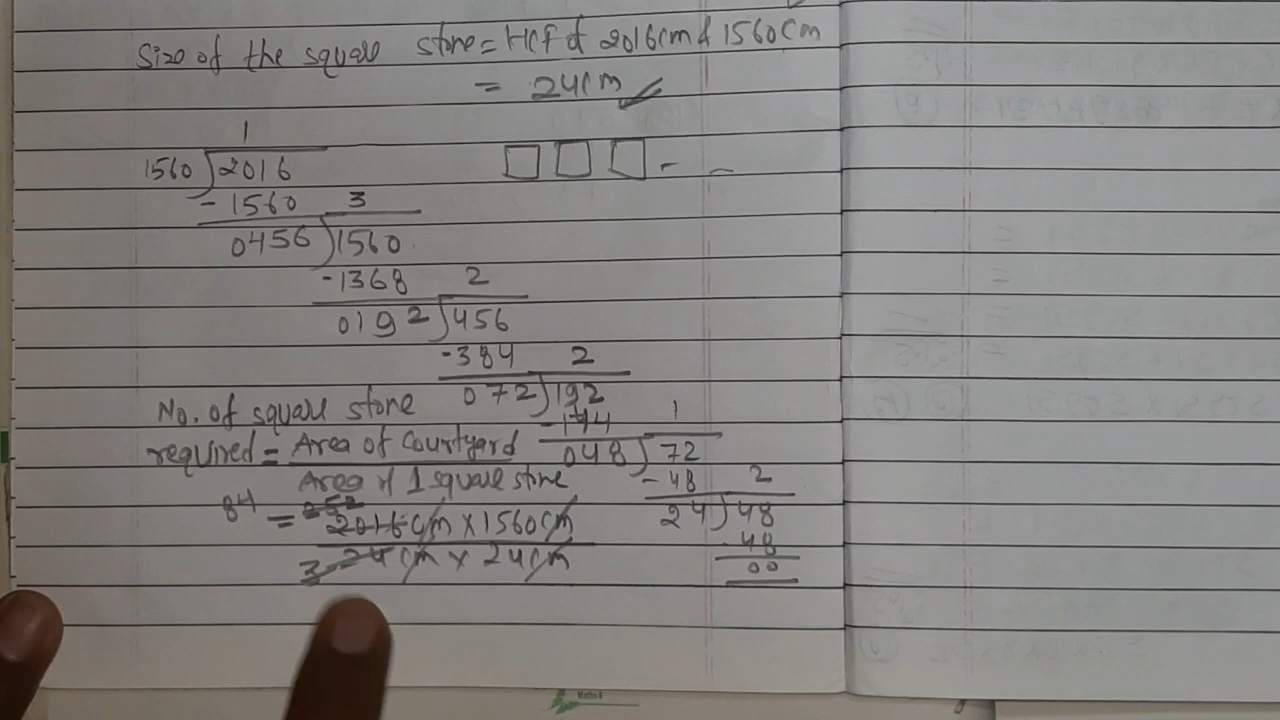 Size of the square stone = HCF of 2016cm & 1560cm
= 24cm
1
1560)2016
- 1560 3
0456)1560
-1368 2
0192)456
-384 2
072)192
-144 1
048)72
-48 2
24)48
48
00
No. of square stone
required = Area of Courtyard
Area of 1 square stone
84 252
= 2016cm × 1560cm
3 24cm × 24cm